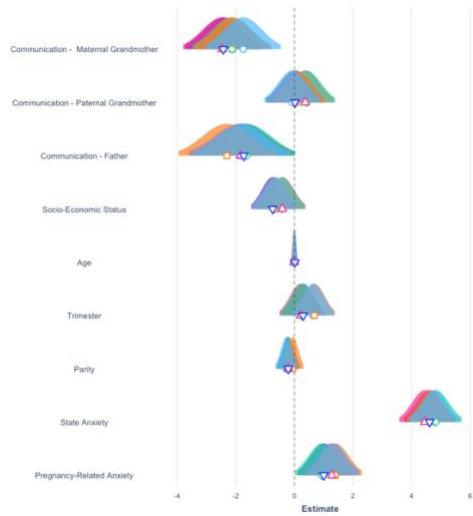 Communication - Maternal Grandmother
Communication - Paternal Grandmother
Communication - Father
Socio-Economic Status
Age
Trimester
Parity
State Anxiety
Pregnancy-Related Anxiety
-4 -2 0 2 4 6
Estimate